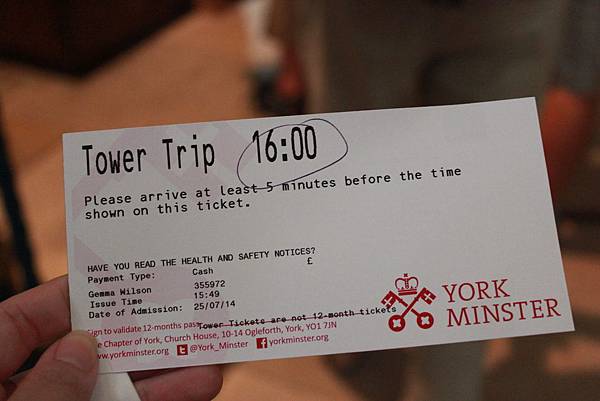 Tower Trip 16:00
Please arrive at least 5 minutes before the time
shown on this ticket.
HAVE YOU READ THE HEALTH AND SAFETY NOTICES?
Payment Type: Cash £
Gemma Wilson 355972
Issue Time 15:49
Date of Admission: 25/07/14
Tower Tickets are not 12-month tickets
Sign to validate 12-months pass
The Chapter of York, Church House, 10-14 Ogleforth, York, YO1 7JN
www.yorkminster.org @York_Minster yorkminster.org
YORK
MINSTER